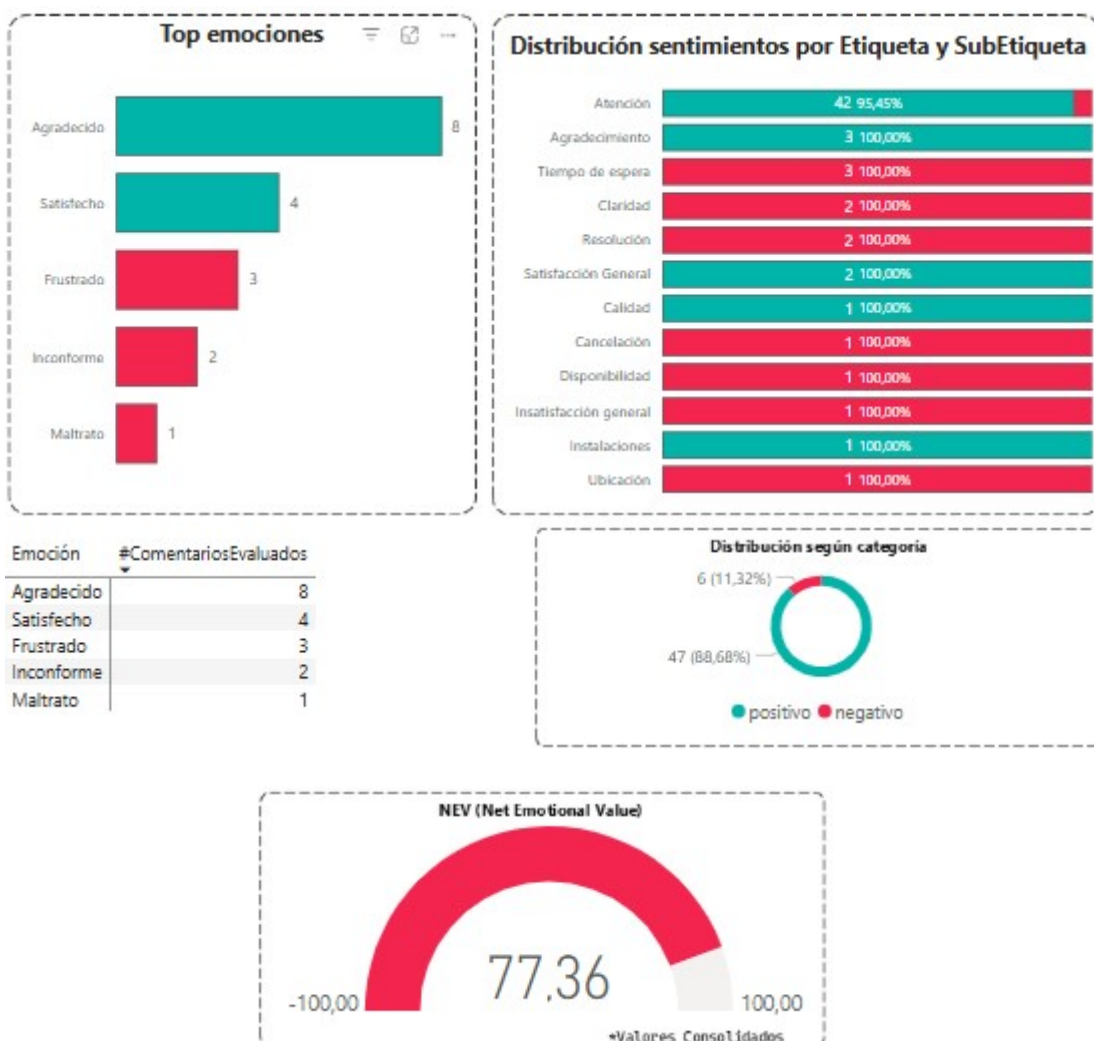 Top emociones
Agradecido 8
Satisfecho 4
Frustrado 3
Inconforme 2
Maltrato 1
Distribución sentimientos por Etiqueta y SubEtiqueta
Atención 42 95,45%
Agradecimiento 3 100,00%
Tiempo de espera 3 100,00%
Claridad 2 100,00%
Resolución 2 100,00%
Satisfacción General 2 100,00%
Calidad 1 100,00%
Cancelación 1 100,00%
Disponibilidad 1 100,00%
Insatisfacción general 1 100,00%
Instalaciones 1 100,00%
Ubicación 1 100,00%
Emoción #ComentariosEvaluados
Agradecido 8
Satisfecho 4
Frustrado 3
Inconforme 2
Maltrato 1
Distribución según categoria
6 (11,32%)
47 (88,68%)
positivo negativo
NEV (Net Emotional Value)
77,36
-100,00 100,00
*Valores Consolidados